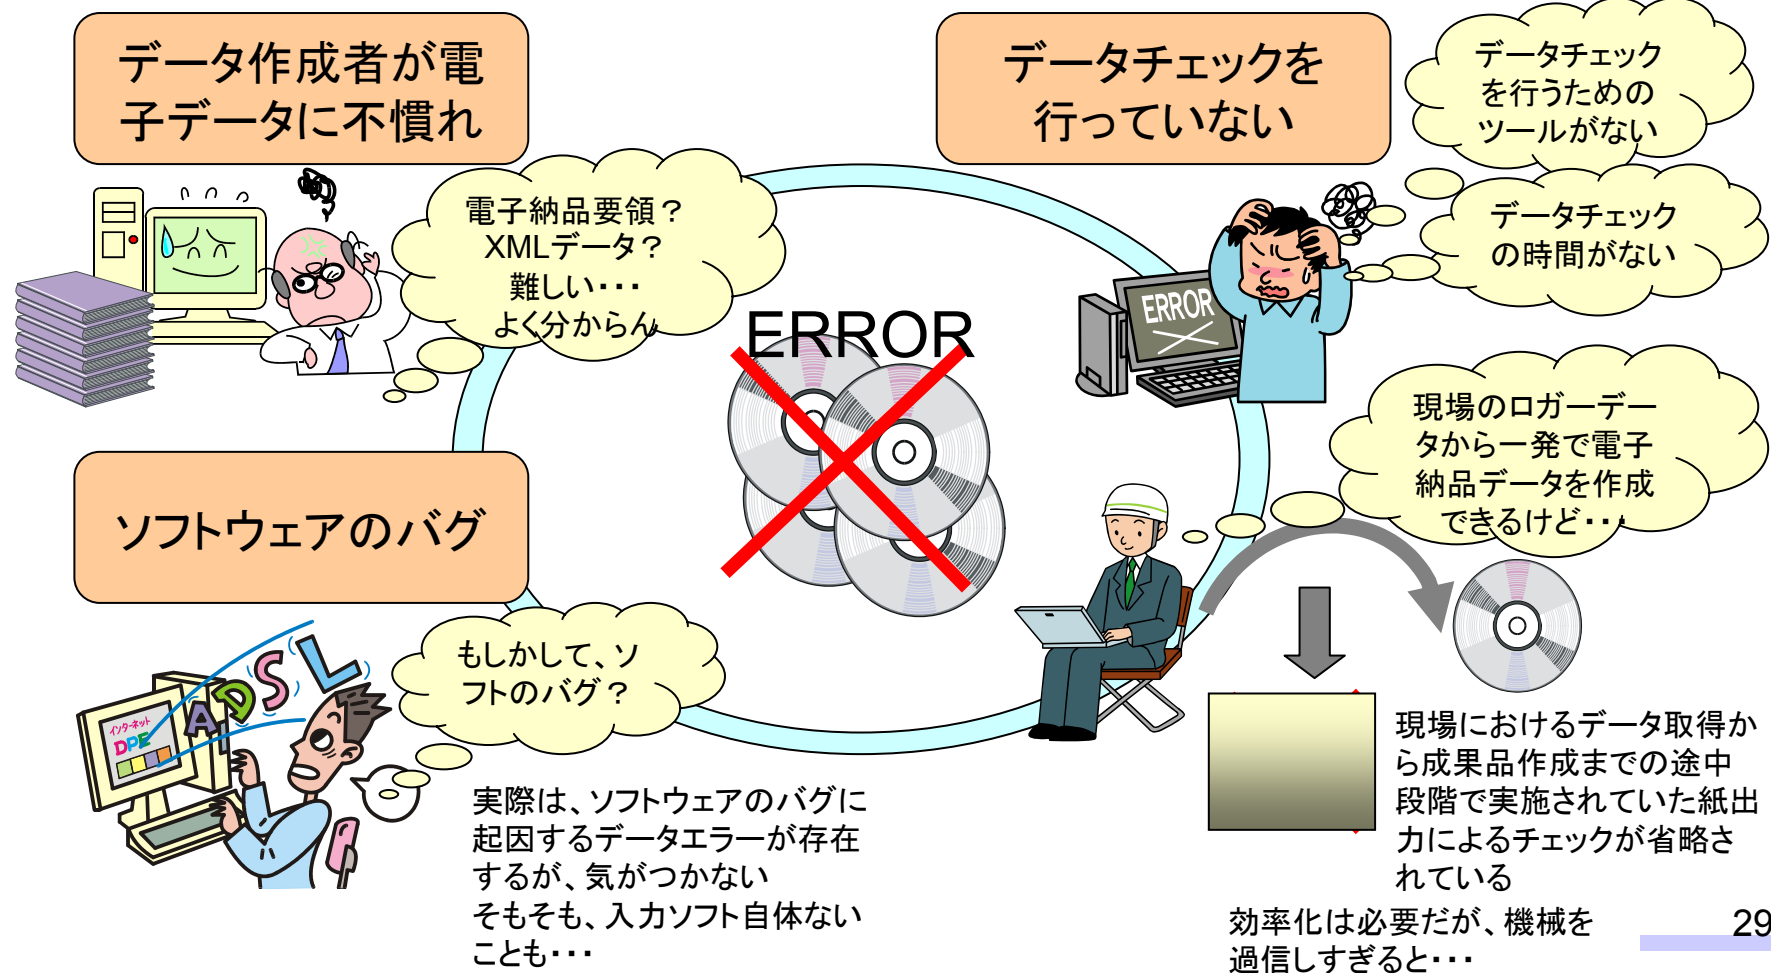 データ作成者が電
子データに不慣れ
電子納品要領？
XMLデータ？
難しい・・・
よく分からん
データチェックを
行っていない
データチェック
を行うための
ツールがない
データチェック
の時間がない
ERROR
ERROR
現場のロガーデー
タから一発で電子
納品データを作成
できるけど・・・
ソフトウェアのバグ
もしかして、ソ
フトのバグ？
インターネット
DPE
A
D
S
L
実際は、ソフトウェアのバグに
起因するデータエラーが存在
するが、気がつかない
そもそも、入力ソフト自体ない
ことも・・・
現場におけるデータ取得か
ら成果品作成までの途中
段階で実施されていた紙出
力によるチェックが省略さ
れている
効率化は必要だが、機械を
過信しすぎると・・・
29